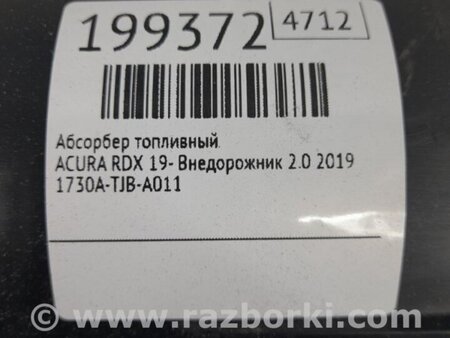 199372 4712
Абсорбер топливный
ACURA RDX 19- Внедорожник 2.0 2019
1730A-TJB-A011
© www.razborki.com